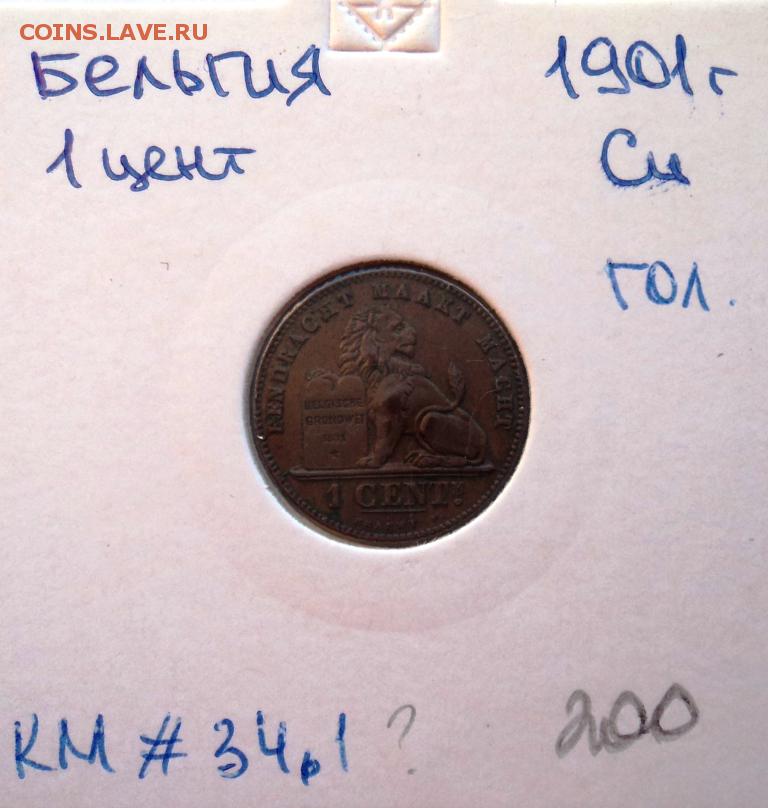 COINS.LAVE.RU
Бельгия 1901г
1 цент Cu
гол.
EENDRACHT MAAKT MACHT
BELGISCHE
GRONDWET
1831
1 CENT.
KM # 34,1 ?
200